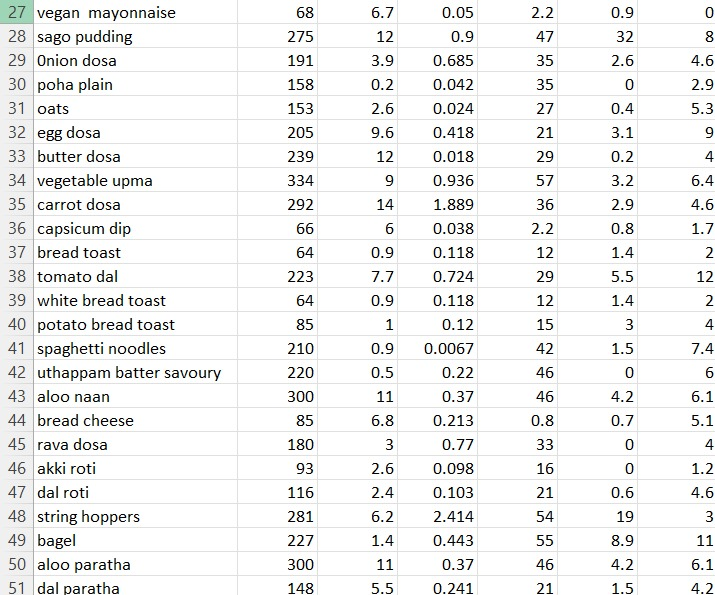 27 vegan  mayonnaise 68 6.7 0.05 2.2 0.9 0
28 sago pudding 275 12 0.9 47 32 8
29 0nion dosa 191 3.9 0.685 35 2.6 4.6
30 poha plain 158 0.2 0.042 35 0 2.9
31 oats 153 2.6 0.024 27 0.4 5.3
32 egg dosa 205 9.6 0.418 21 3.1 9
33 butter dosa 239 12 0.018 29 0.2 4
34 vegetable upma 334 9 0.936 57 3.2 6.4
35 carrot dosa 292 14 1.889 36 2.9 4.6
36 capsicum dip 66 6 0.038 2.2 0.8 1.7
37 bread toast 64 0.9 0.118 12 1.4 2
38 tomato dal 223 7.7 0.724 29 5.5 12
39 white bread toast 64 0.9 0.118 12 1.4 2
40 potato bread toast 85 1 0.12 15 3 4
41 spaghetti noodles 210 0.9 0.0067 42 1.5 7.4
42 uthappam batter savoury 220 0.5 0.22 46 0 6
43 aloo naan 300 11 0.37 46 4.2 6.1
44 bread cheese 85 6.8 0.213 0.8 0.7 5.1
45 rava dosa 180 3 0.77 33 0 4
46 akki roti 93 2.6 0.098 16 0 1.2
47 dal roti 116 2.4 0.103 21 0.6 4.6
48 string hoppers 281 6.2 2.414 54 19 3
49 bagel 227 1.4 0.443 55 8.9 11
50 aloo paratha 300 11 0.37 46 4.2 6.1
51 dal paratha 148 5.5 0.241 21 1.5 4.2